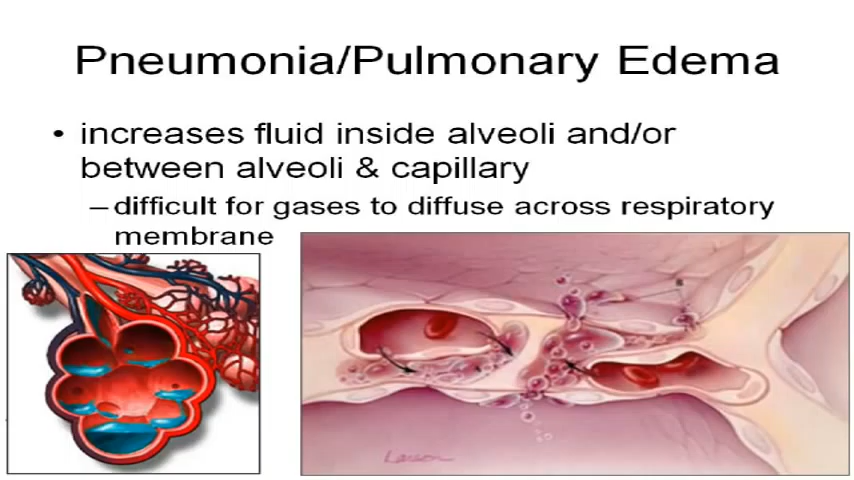 Pneumonia/Pulmonary Edema
• increases fluid inside alveoli and/or
between alveoli & capillary
– difficult for gases to diffuse across respiratory
membrane